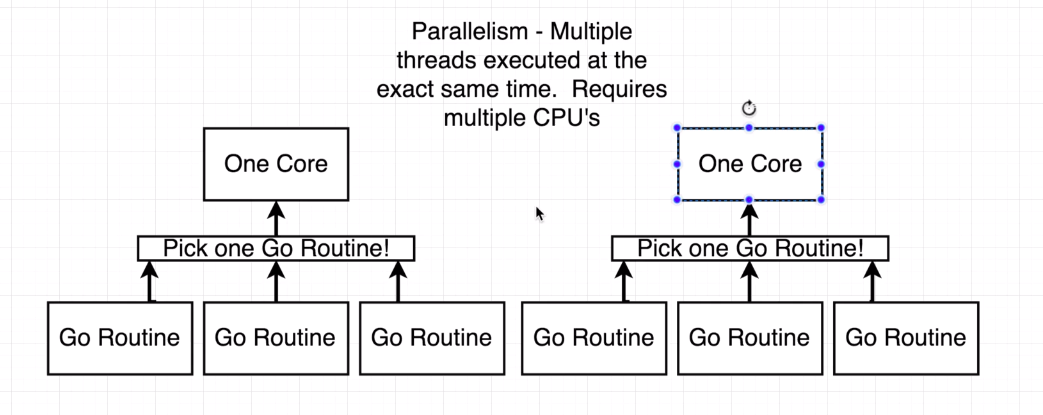 Parallelism - Multiple
threads executed at the
exact same time.  Requires
multiple CPU's
One Core
One Core
Pick one Go Routine!
Pick one Go Routine!
Go Routine
Go Routine
Go Routine
Go Routine
Go Routine
Go Routine